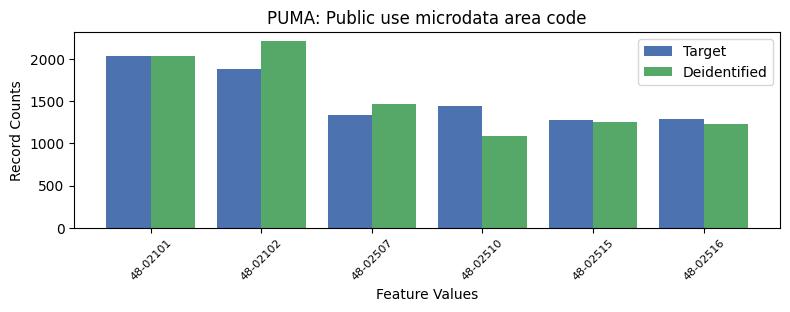 PUMA: Public use microdata area code
Target
Deidentified
Record Counts
2000
1500
1000
500
0
48-02101
48-02102
48-02507
48-02510
48-02515
48-02516
Feature Values